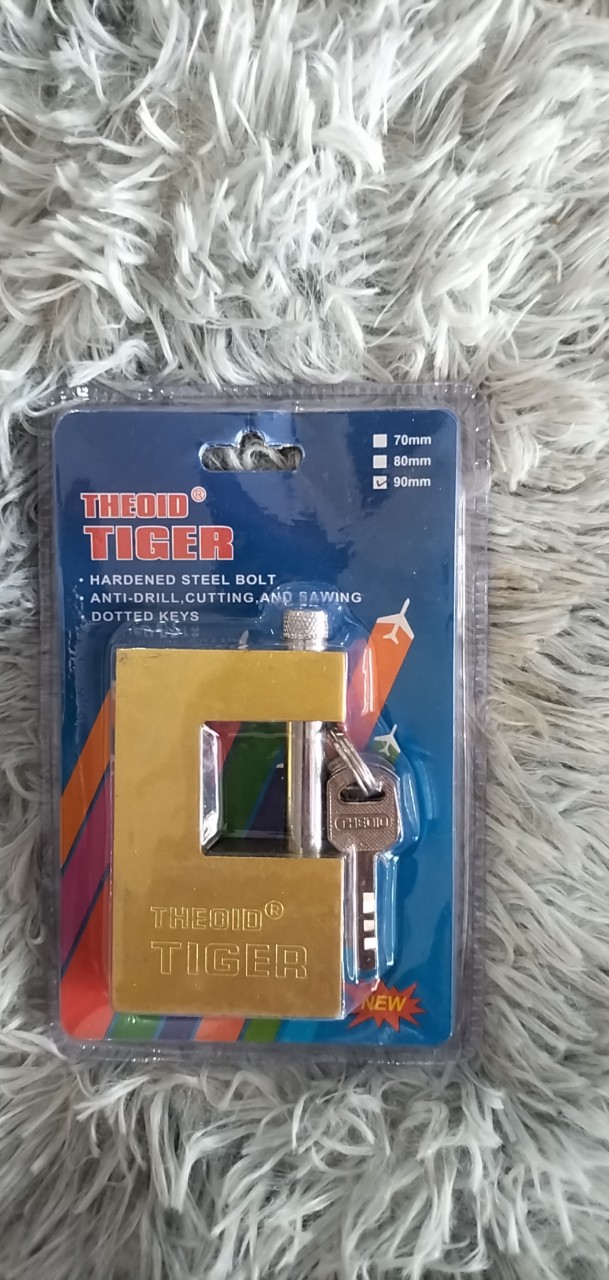 70mm
80mm
90mm
THEOID®
TIGER
• HARDENED STEEL BOLT
• ANTI-DRILL,CUTTING,AND SAWING
• DOTTED KEYS
THEOID
THEOID®
TIGER
NEW